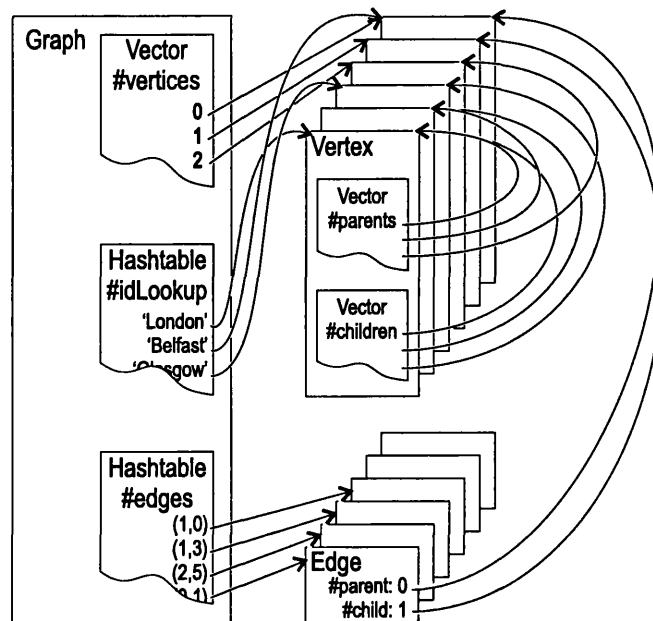 Graph
Vector
#vertices
0
1
2
Vertex
Vector
#parents
Hashtable
#idLookup
'London'
'Belfast'
'Glasgow'
Vector
#children
Hashtable
#edges
(1,0)
(1,3)
(2,5)
Edge
#parent: 0
#child: 1